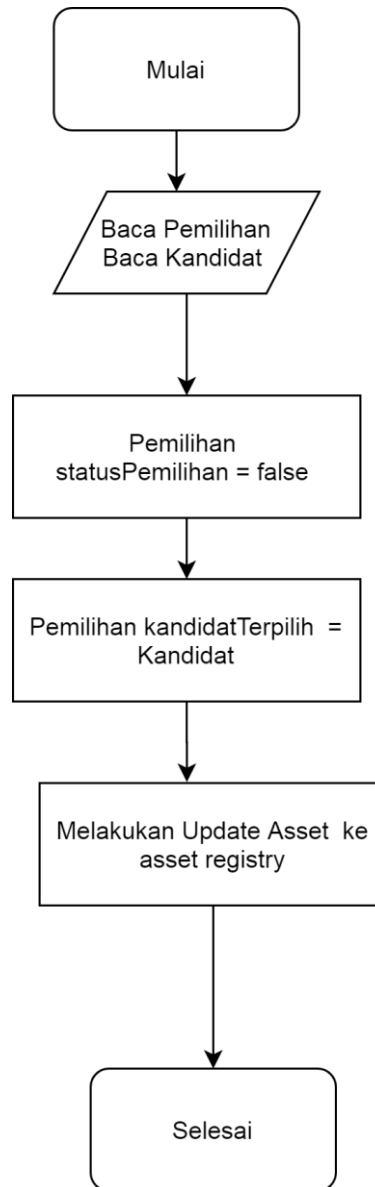 Mulai
Baca Pemilihan
Baca Kandidat
Pemilihan
statusPemilihan = false
Pemilihan kandidatTerpilih =
Kandidat
Melakukan Update Asset ke
asset registry
Selesai